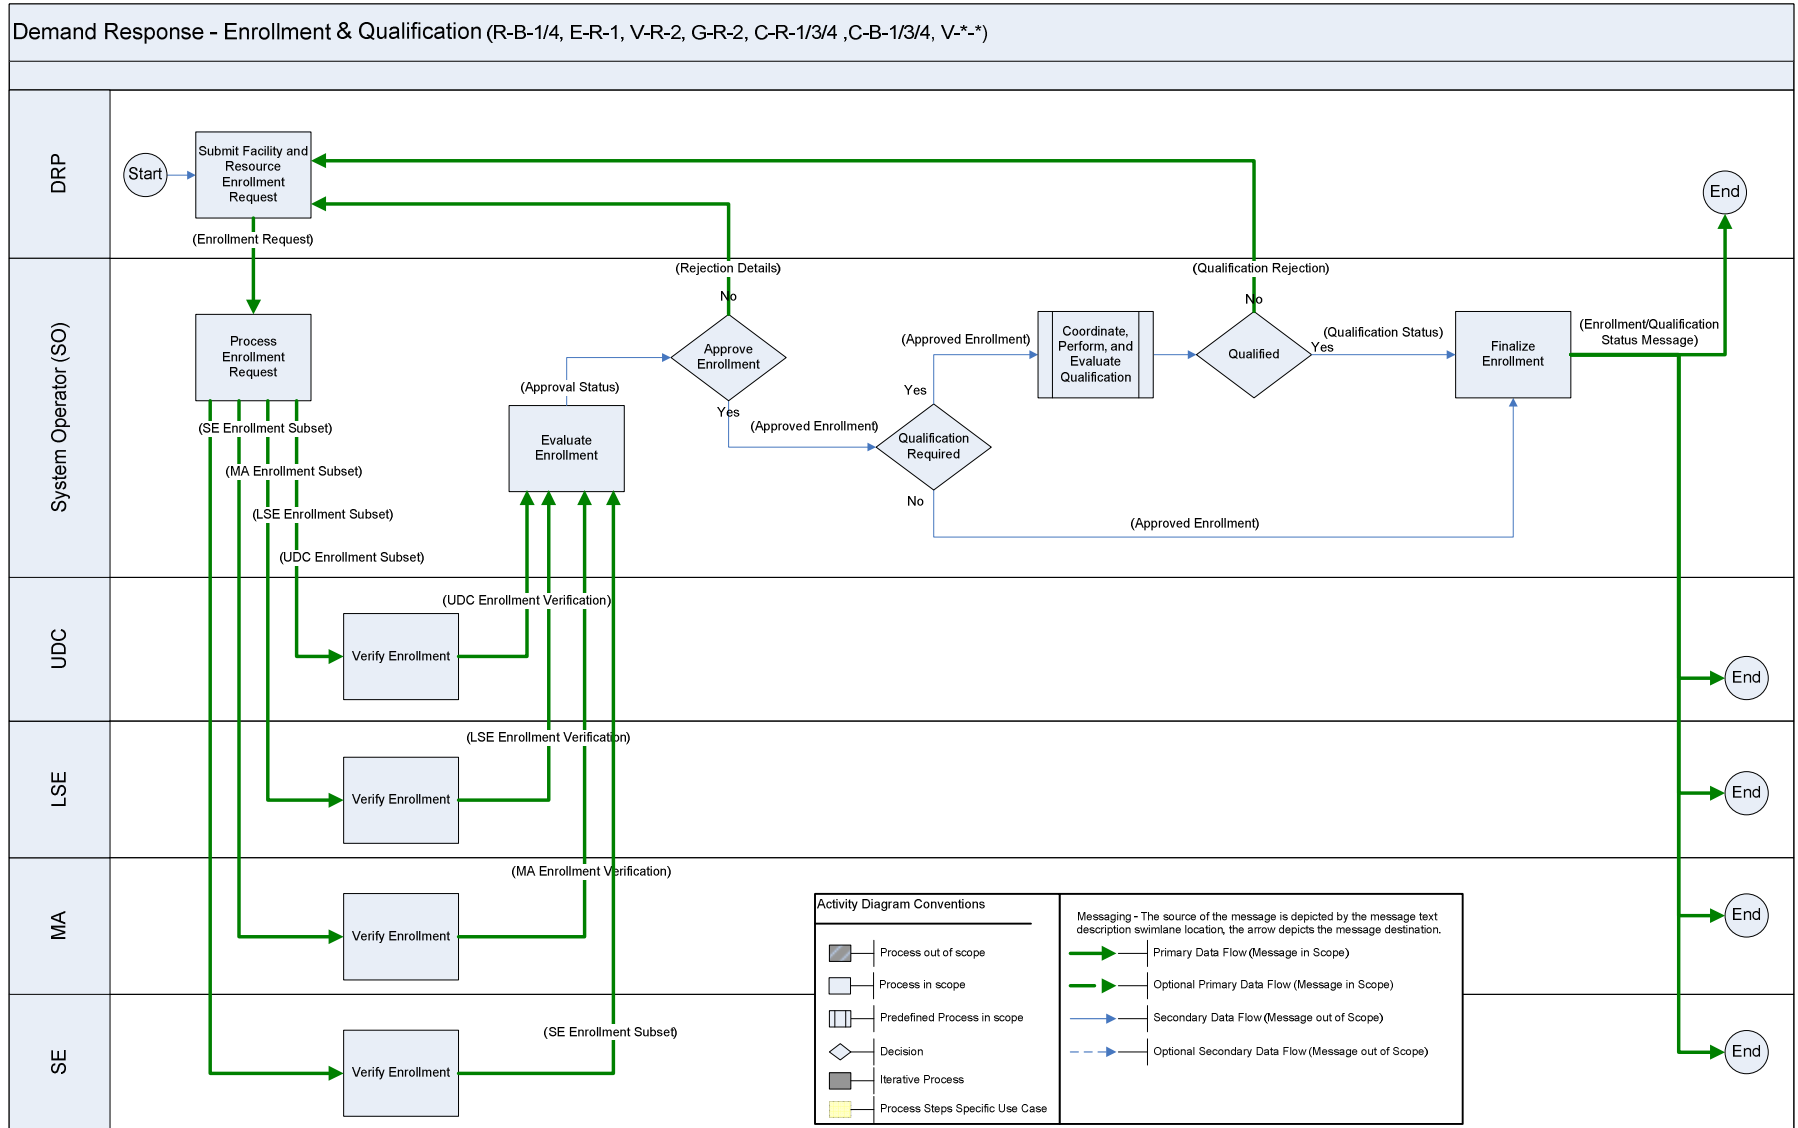 Demand Response - Enrollment & Qualification (R-B-1/4, E-R-1, V-R-2, G-R-2, C-R-1/3/4 ,C-B-1/3/4, V-*-*)
DRP
Start
Submit Facility and
Resource
Enrollment
Request
End
(Enrollment Request)
System Operator (SO)
(Rejection Details)
No
(Qualification Rejection)
No
Process
Enrollment
Request
Approve
Enrollment
Yes
(Approval Status)
Evaluate
Enrollment
(Approved Enrollment)
Qualification
Required
Yes
(Approved Enrollment)
Coordinate,
Perform, and
Evaluate
Qualification
Qualified
Yes
(Qualification Status)
Finalize
Enrollment
(Enrollment/Qualification
Status Message)
No
(Approved Enrollment)
(SE Enrollment Subset)
(MA Enrollment Subset)
(LSE Enrollment Subset)
(UDC Enrollment Subset)
UDC
(UDC Enrollment Verification)
Verify Enrollment
End
LSE
(LSE Enrollment Verification)
Verify Enrollment
End
MA
(MA Enrollment Verification)
Verify Enrollment
End
SE
(SE Enrollment Subset)
Verify Enrollment
End
Activity Diagram Conventions
Process out of scope
Process in scope
Predefined Process in scope
Decision
Iterative Process
Process Steps Specific Use Case
Messaging - The source of the message is depicted by the message text
description swimlane location, the arrow depicts the message destination.
Primary Data Flow (Message in Scope)
Optional Primary Data Flow (Message in Scope)
Secondary Data Flow (Message out of Scope)
Optional Secondary Data Flow (Message out of Scope)